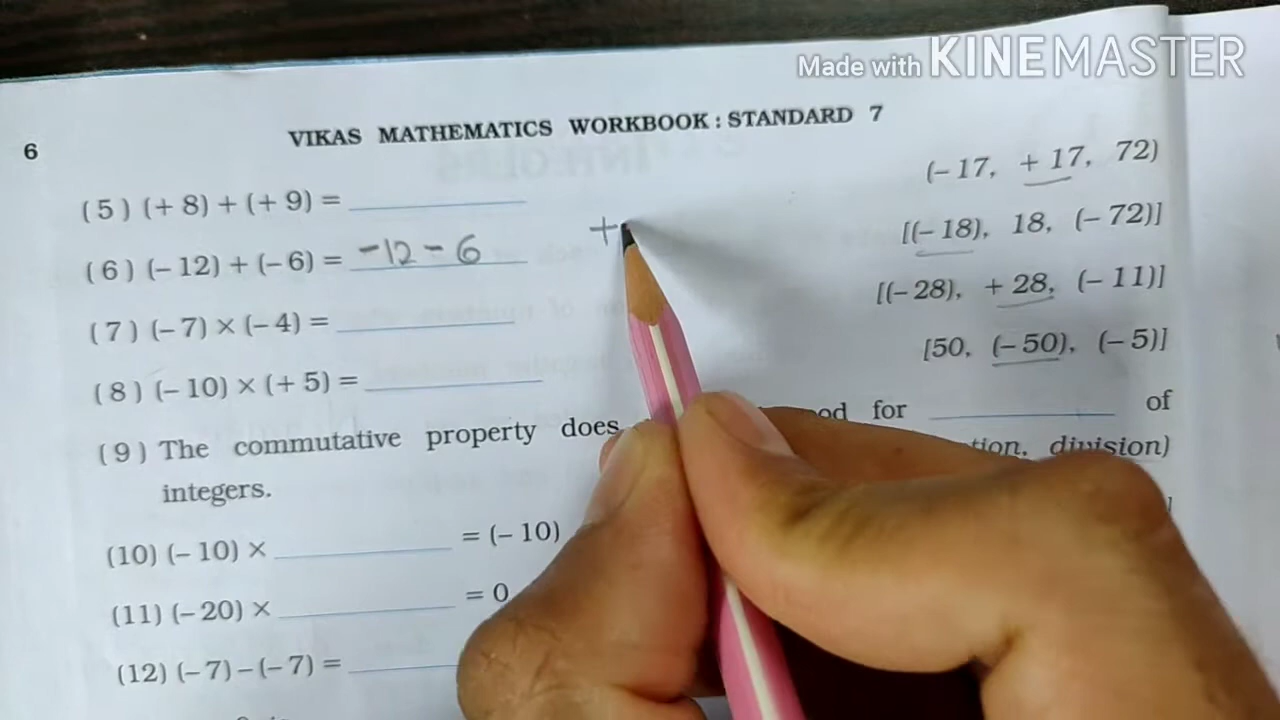 Made with KINEMASTER
6 VIKAS MATHEMATICS WORKBOOK : STANDARD 7
(5) (+ 8) + (+ 9) = (– 17, + 17, 72)
(6) (– 12) + (– 6) = -12 - 6 + [(– 18), 18, (– 72)]
(7) (– 7) × (– 4) = [(– 28), + 28, (– 11)]
(8) (– 10) × (+ 5) = [50, (– 50), (– 5)]
(9) The commutative property does for of
integers. division)
(10) (– 10) × = (– 10)
(11) (– 20) × = 0
(12) (– 7) – (– 7) =